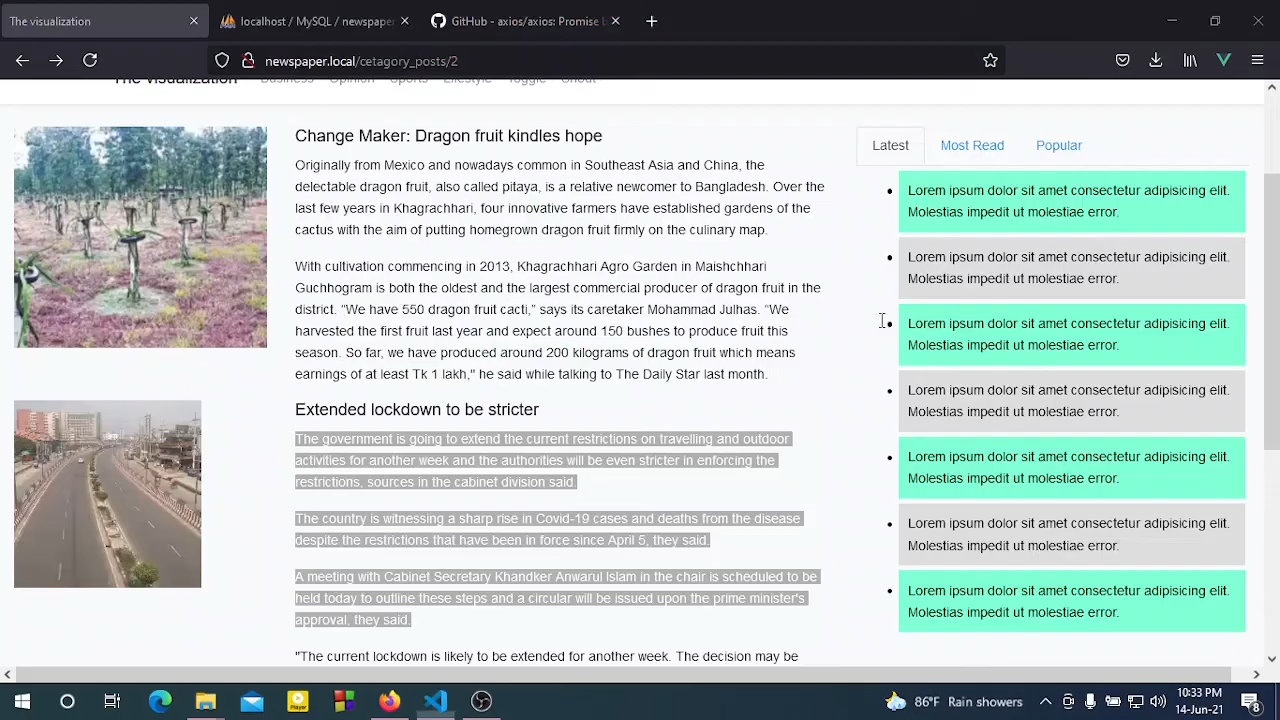 The visualization
localhost / MySQL / newspaper
GitHub - axios/axios: Promise b
newspaper.local/cetagory_posts/2
The visualization Business Opinion Sports Lifestyle Toggle
Change Maker: Dragon fruit kindles hope
Originally from Mexico and nowadays common in Southeast Asia and China, the
delectable dragon fruit, also called pitaya, is a relative newcomer to Bangladesh. Over the
last few years in Khagrachhari, four innovative farmers have established gardens of the
cactus with the aim of putting homegrown dragon fruit firmly on the culinary map.
With cultivation commencing in 2013, Khagrachhari Agro Garden in Maishchhari
Guchhogram is both the oldest and the largest commercial producer of dragon fruit in the
district. “We have 550 dragon fruit cacti,” says its caretaker Mohammad Julhas. “We
harvested the first fruit last year and expect around 150 bushes to produce fruit this
season. So far, we have produced around 200 kilograms of dragon fruit which means
earnings of at least Tk 1 lakh," he said while talking to The Daily Star last month.
Extended lockdown to be stricter
The government is going to extend the current restrictions on travelling and outdoor
activities for another week and the authorities will be even stricter in enforcing the
restrictions, sources in the cabinet division said.
The country is witnessing a sharp rise in Covid-19 cases and deaths from the disease
despite the restrictions that have been in force since April 5, they said.
A meeting with Cabinet Secretary Khandker Anwarul Islam in the chair is scheduled to be
held today to outline these steps and a circular will be issued upon the prime minister's
approval, they said.
"The current lockdown is likely to be extended for another week. The decision may be
Latest Most Read Popular
Lorem ipsum dolor sit amet consectetur adipisicing elit.
Molestias impedit ut molestiae error.
Lorem ipsum dolor sit amet consectetur adipisicing elit.
Molestias impedit ut molestiae error.
Lorem ipsum dolor sit amet consectetur adipisicing elit.
Molestias impedit ut molestiae error.
Lorem ipsum dolor sit amet consectetur adipisicing elit.
Molestias impedit ut molestiae error.
Lorem ipsum dolor sit amet consectetur adipisicing elit.
Molestias impedit ut molestiae error.
Lorem ipsum dolor sit amet consectetur adipisicing elit.
Molestias impedit ut molestiae error.
Lorem ipsum dolor sit amet consectetur adipisicing elit.
Molestias impedit ut molestiae error.
Player
86°F Rain showers
10:33 PM
14-Jun-21
8